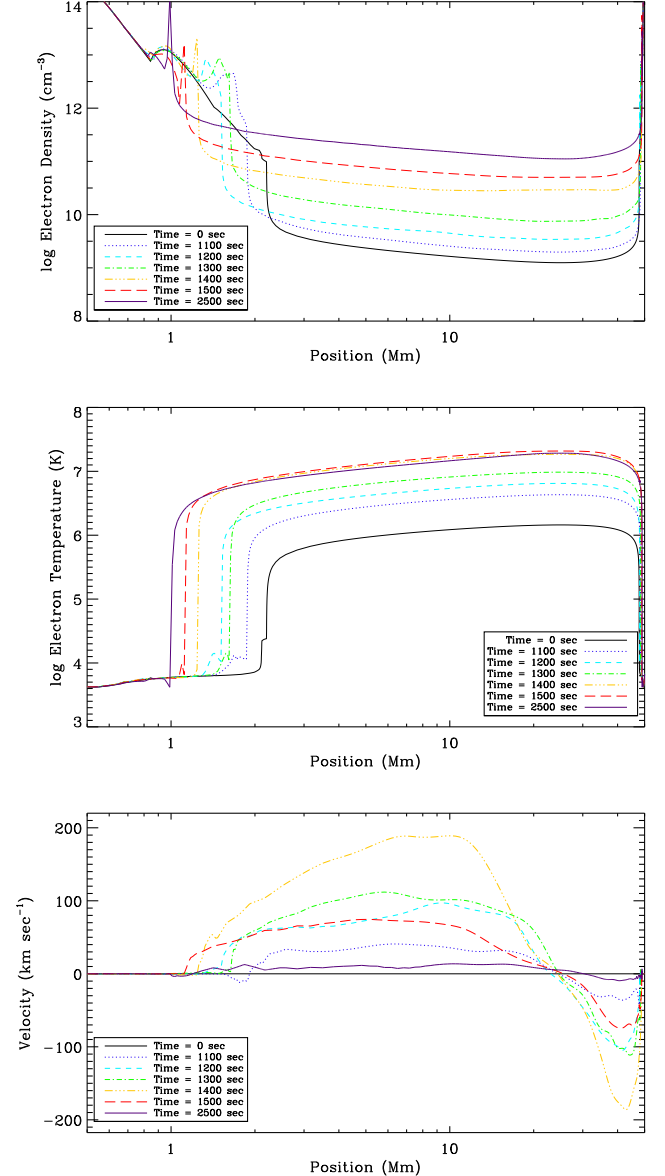 14
12
10
8
log Electron Density (cm⁻³)
Time = 0 sec
Time = 1100 sec
Time = 1200 sec
Time = 1300 sec
Time = 1400 sec
Time = 1500 sec
Time = 2500 sec
1 10
Position (Mm)
8
7
6
5
4
3
log Electron Temperature (K)
Time = 0 sec
Time = 1100 sec
Time = 1200 sec
Time = 1300 sec
Time = 1400 sec
Time = 1500 sec
Time = 2500 sec
1 10
Position (Mm)
200
100
0
−100
−200
Velocity (km sec⁻¹)
Time = 0 sec
Time = 1100 sec
Time = 1200 sec
Time = 1300 sec
Time = 1400 sec
Time = 1500 sec
Time = 2500 sec
1 10
Position (Mm)